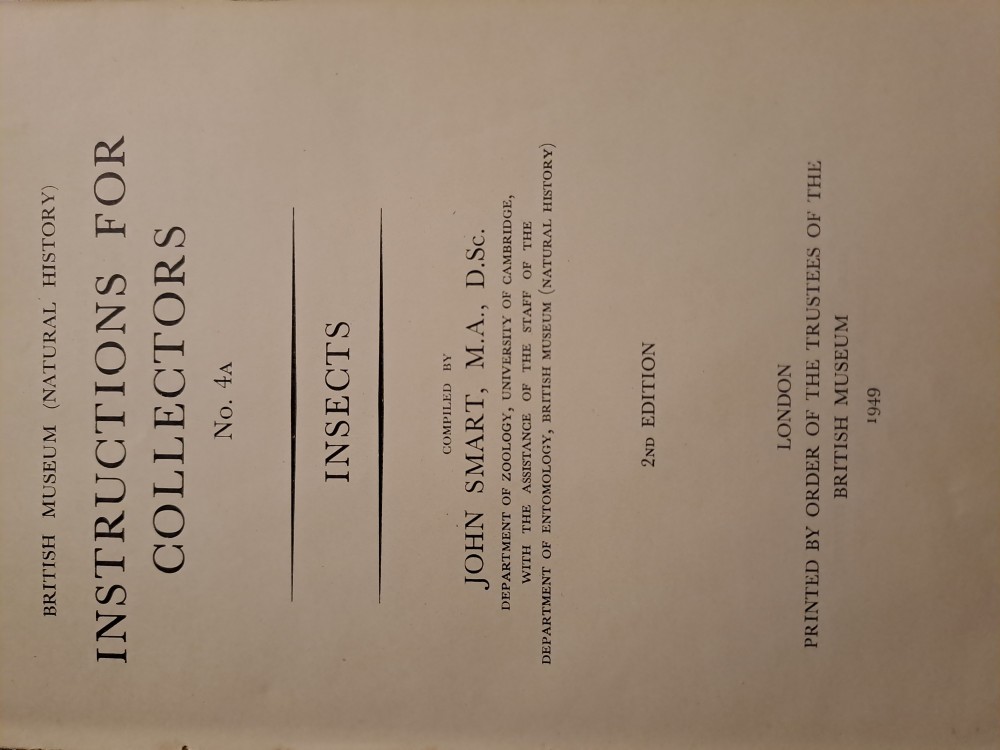 BRITISH MUSEUM (NATURAL HISTORY)
INSTRUCTIONS FOR
COLLECTORS
No. 4A
INSECTS
COMPILED BY
JOHN SMART, M.A., D.Sc.
DEPARTMENT OF ZOOLOGY, UNIVERSITY OF CAMBRIDGE,
WITH THE ASSISTANCE OF THE STAFF OF THE
DEPARTMENT OF ENTOMOLOGY, BRITISH MUSEUM (NATURAL HISTORY)
2ND EDITION
LONDON
PRINTED BY ORDER OF THE TRUSTEES OF THE
BRITISH MUSEUM
1949